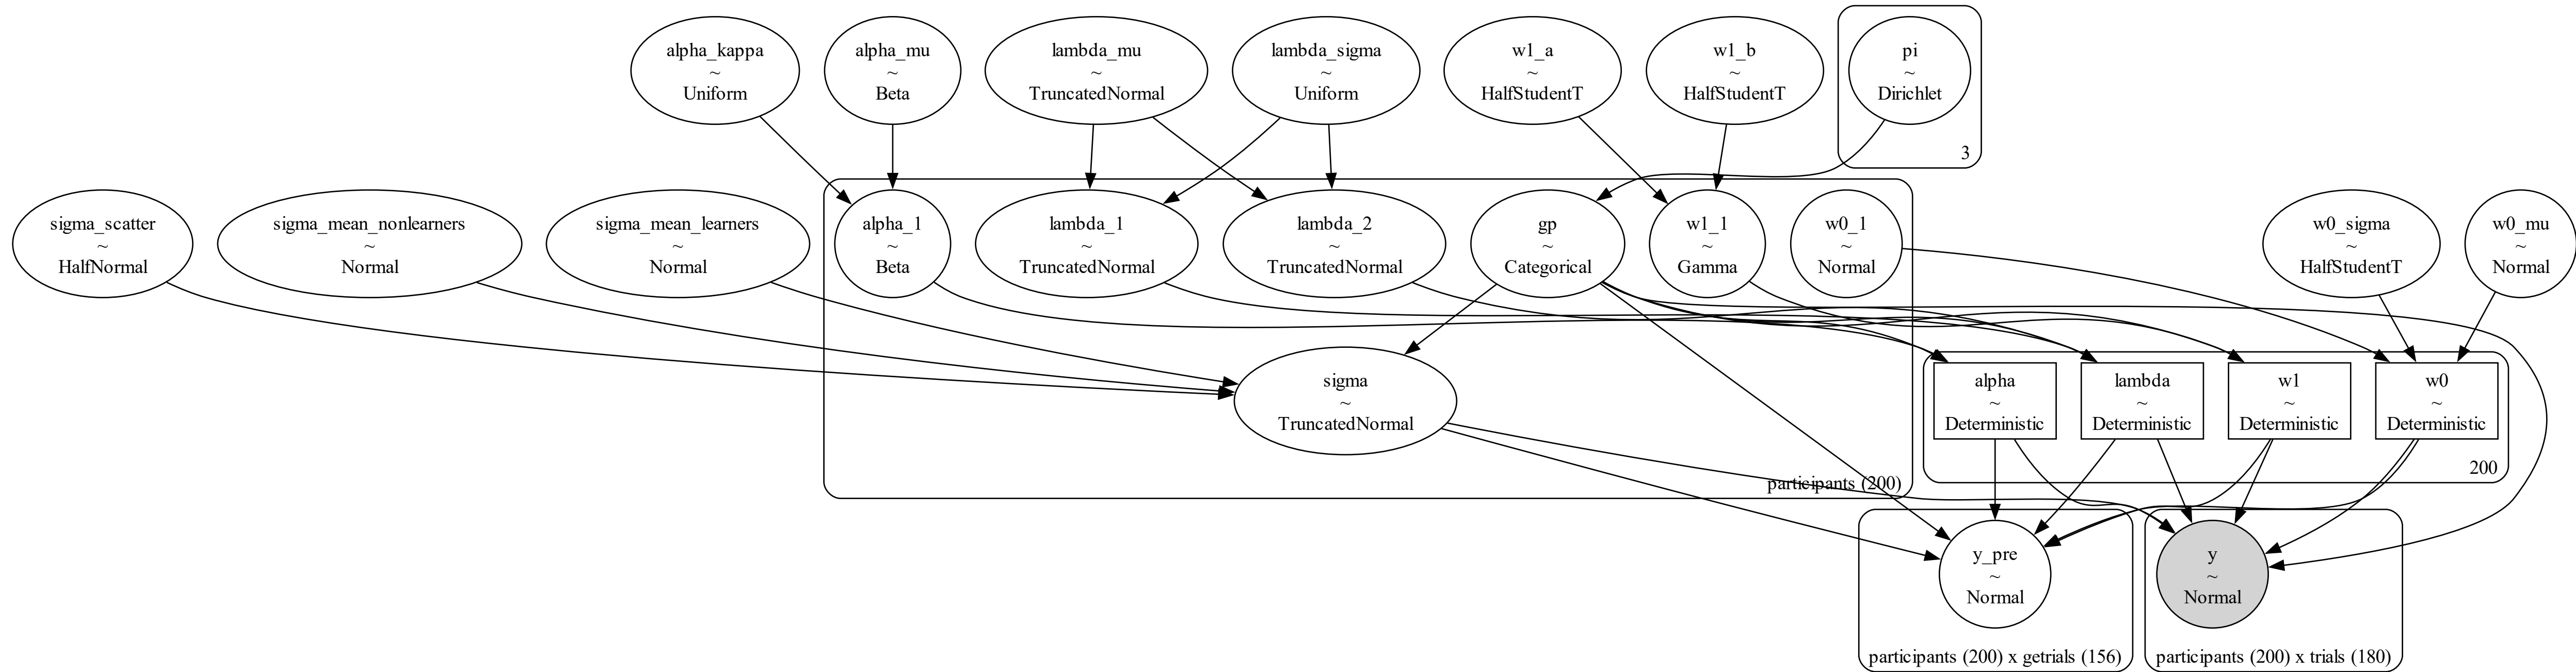 alpha_kappa
~
Uniform
alpha_mu
~
Beta
lambda_mu
~
TruncatedNormal
lambda_sigma
~
Uniform
w1_a
~
HalfStudentT
w1_b
~
HalfStudentT
pi
~
Dirichlet
3
sigma_scatter
~
HalfNormal
sigma_mean_nonlearners
~
Normal
sigma_mean_learners
~
Normal
alpha_1
~
Beta
lambda_1
~
TruncatedNormal
lambda_2
~
TruncatedNormal
gp
~
Categorical
w1_1
~
Gamma
w0_1
~
Normal
w0_sigma
~
HalfStudentT
w0_mu
~
Normal
sigma
~
TruncatedNormal
participants (200)
alpha
~
Deterministic
lambda
~
Deterministic
w1
~
Deterministic
w0
~
Deterministic
200
y_pre
~
Normal
participants (200) x getrials (156)
y
~
Normal
participants (200) x trials (180)